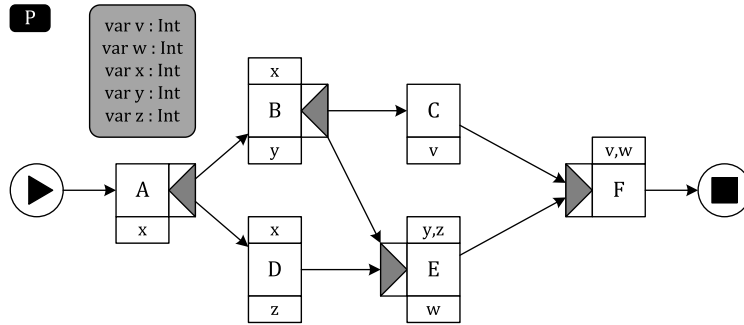 P
var v : Int
var w : Int
var x : Int
var y : Int
var z : Int
x
B
y
C
v
A
x
v,w
F
x
D
z
y,z
E
w